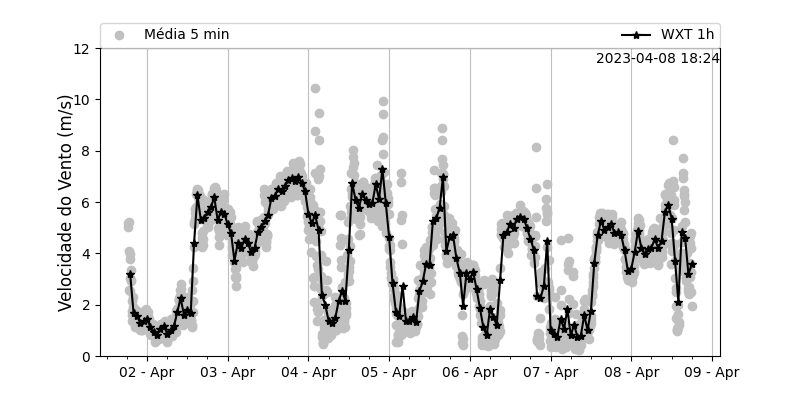 Média 5 min
WXT 1h
2023-04-08 18:24
Velocidade do Vento (m/s)
12
10
8
6
4
2
0
02 - Apr
03 - Apr
04 - Apr
05 - Apr
06 - Apr
07 - Apr
08 - Apr
09 - Apr